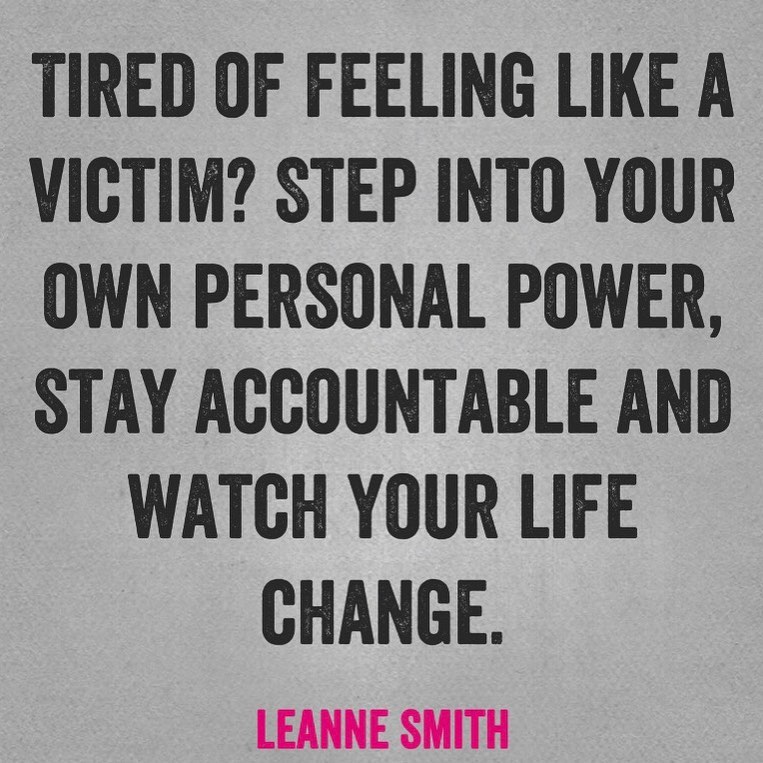 TIRED OF FEELING LIKE A
VICTIM? STEP INTO YOUR
OWN PERSONAL POWER,
STAY ACCOUNTABLE AND
WATCH YOUR LIFE
CHANGE.
LEANNE SMITH